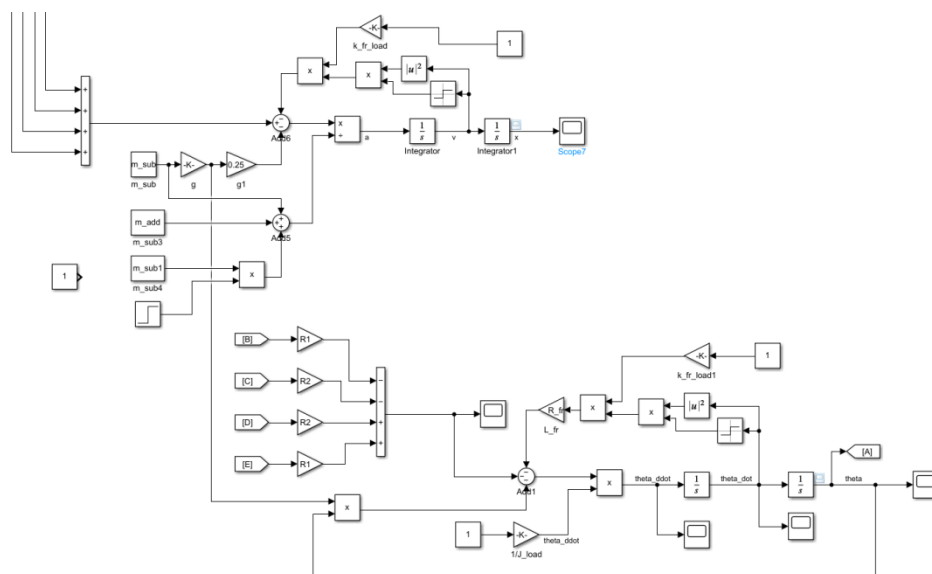 -K-
k_fr_load
1
x
x
|u|²
+
+
+
+
Add6
x
÷
a
1/s
Integrator
v
1/s
Integrator1
x
Scope7
m_sub
m_sub
-K-
g
0.25
g1
m_add
m_sub3
Add5
m_sub1
m_sub4
x
1
[B]
R1
[C]
R2
[D]
R2
[E]
R1
−
−
+
+
-K-
k_fr_load1
1
R_fr
L_fr
x
x
|u|²
[A]
Add1
x
theta_ddot
1/s
theta_dot
1/s
theta
x
1
-K-
1/J_load
theta_ddot